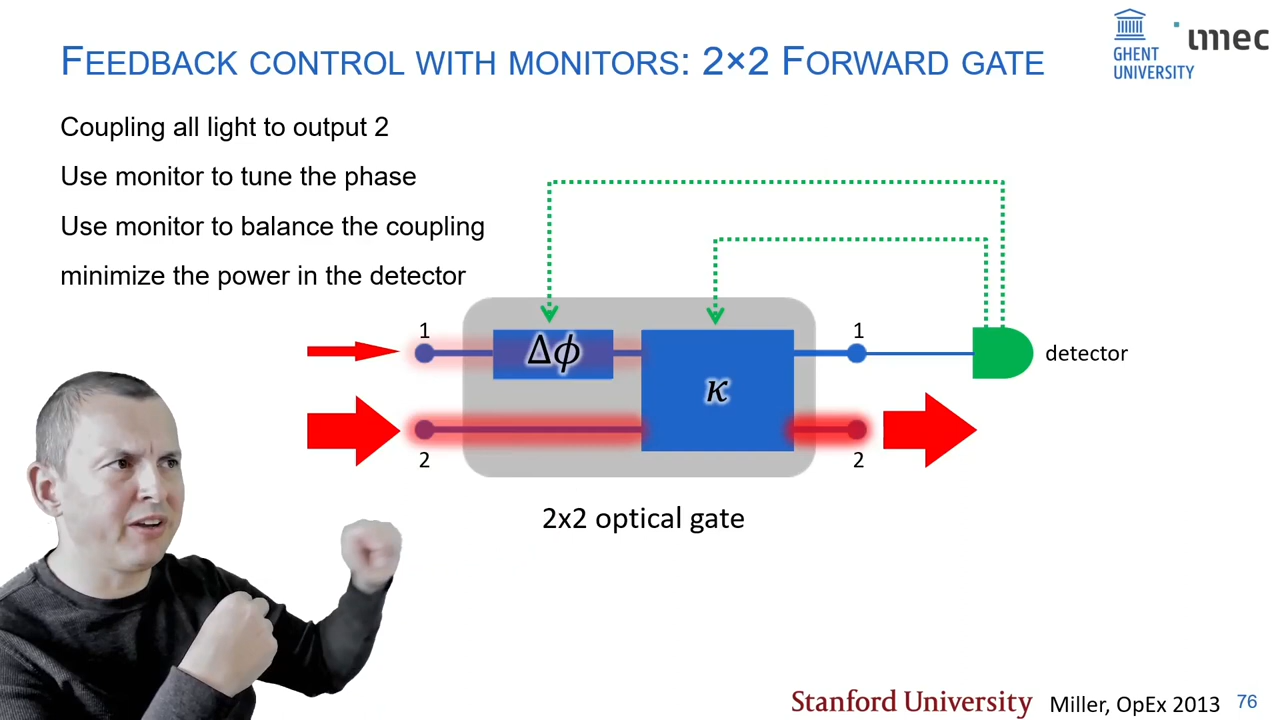 FEEDBACK CONTROL WITH MONITORS: 2×2 FORWARD GATE
GHENT
UNIVERSITY
imec
Coupling all light to output 2
Use monitor to tune the phase
Use monitor to balance the coupling
minimize the power in the detector
1
Δϕ
κ
1
detector
2
2
2x2 optical gate
Stanford University
Miller, OpEx 2013
76